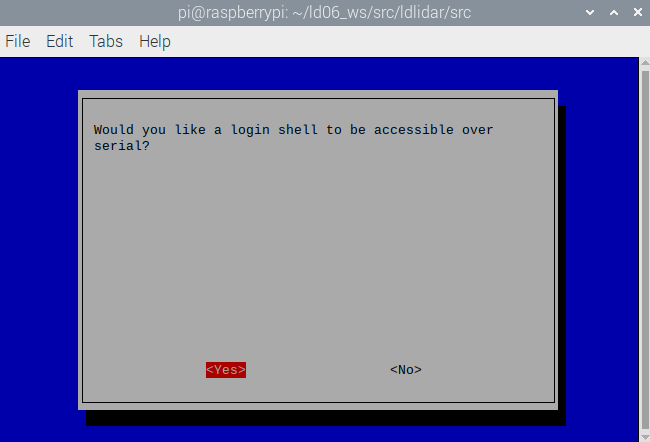 pi@raspberrypi: ~/ld06_ws/src/ldlidar/src
File Edit Tabs Help
Would you like a login shell to be accessible over
serial?
<Yes> <No>